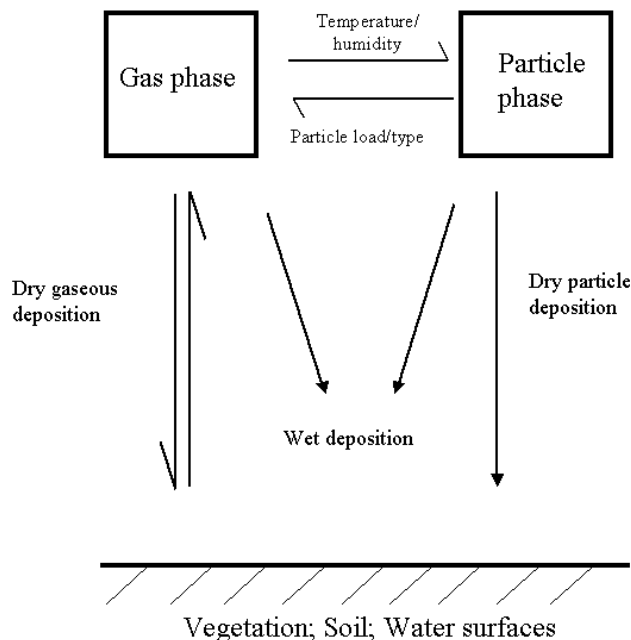 Temperature/
humidity
Gas phase
Particle
phase
Particle load/type
Dry gaseous
deposition
Dry particle
deposition
Wet deposition
Vegetation; Soil; Water surfaces